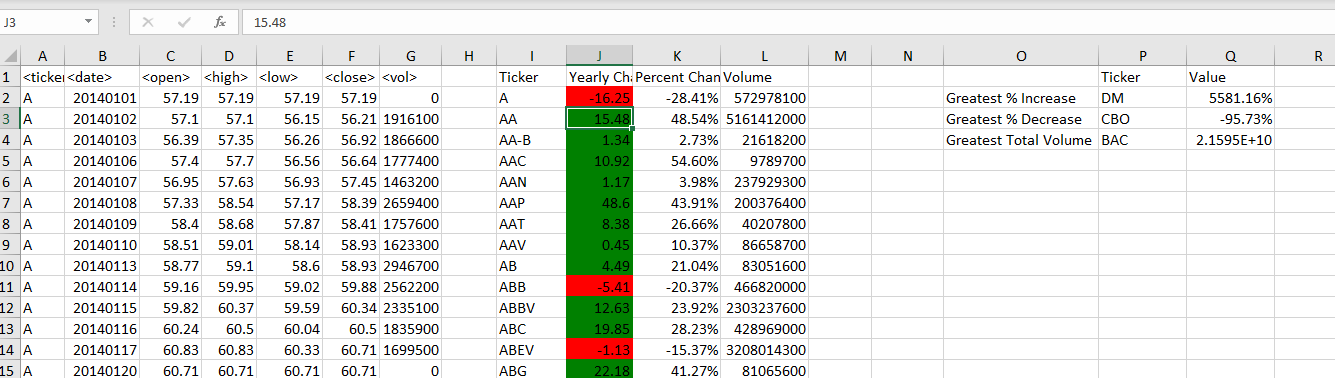 J3 fx 15.48
A B C D E F G H I J K L M N O P Q R
1 <ticker <date> <open> <high> <low> <close> <vol> Ticker Yearly Cha Percent Chan Volume Ticker Value
2 A 20140101 57.19 57.19 57.19 57.19 0 A -16.25 -28.41% 572978100 Greatest % Increase DM 5581.16%
3 A 20140102 57.1 57.1 56.15 56.21 1916100 AA 15.48 48.54% 5161412000 Greatest % Decrease CBO -95.73%
4 A 20140103 56.39 57.35 56.26 56.92 1866600 AA-B 1.34 2.73% 21618200 Greatest Total Volume BAC 2.1595E+10
5 A 20140106 57.4 57.7 56.56 56.64 1777400 AAC 10.92 54.60% 9789700
6 A 20140107 56.95 57.63 56.93 57.45 1463200 AAN 1.17 3.98% 237929300
7 A 20140108 57.33 58.54 57.17 58.39 2659400 AAP 48.6 43.91% 200376400
8 A 20140109 58.4 58.68 57.87 58.41 1757600 AAT 8.38 26.66% 40207800
9 A 20140110 58.51 59.01 58.14 58.93 1623300 AAV 0.45 10.37% 86658700
10 A 20140113 58.77 59.1 58.6 58.93 2946700 AB 4.49 21.04% 83051600
11 A 20140114 59.16 59.95 59.02 59.88 2562200 ABB -5.41 -20.37% 466820000
12 A 20140115 59.82 60.37 59.59 60.34 2335100 ABBV 12.63 23.92% 2303237600
13 A 20140116 60.24 60.5 60.04 60.5 1835900 ABC 19.85 28.23% 428969000
14 A 20140117 60.83 60.83 60.33 60.71 1699500 ABEV -1.13 -15.37% 3208014300
15 A 20140120 60.71 60.71 60.71 60.71 0 ABG 22.18 41.27% 81065600